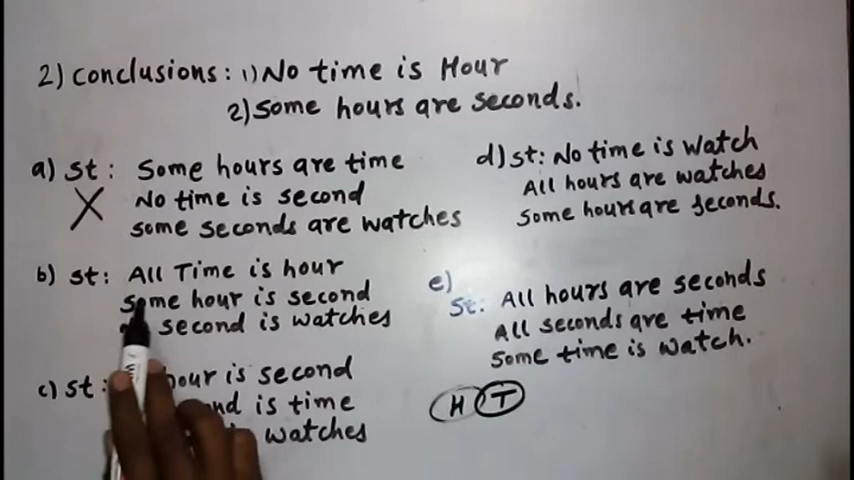 2) Conclusions: 1) No time is Hour
2) Some hours are seconds.
a) St: Some hours are time
No time is second
Some seconds are watches
b) St: All Time is hour
Some hour is second
second is watches
c) St: hour is second
is time
watches
d) St: No time is watch
All hours are watches
Some hours are seconds.
e)
St: All hours are seconds
All seconds are time
Some time is watch.
H T